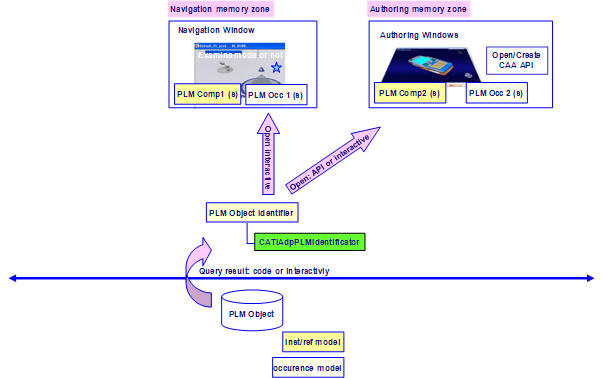 Navigation memory zone
Authoring memory zone
Navigation Window
Authoring Windows
Examine mode or not
Open/Create
CAA API
PLM Comp1 (s)
PLM Occ 1 (s)
PLM Comp2 (s)
PLM Occ 2 (s)
Open interactive
Open: API or interactive
PLM Object Identifier
CATIAdpPLMIdentificator
Query result: code or interactivly
PLM Object
Inst/ref model
occurence model